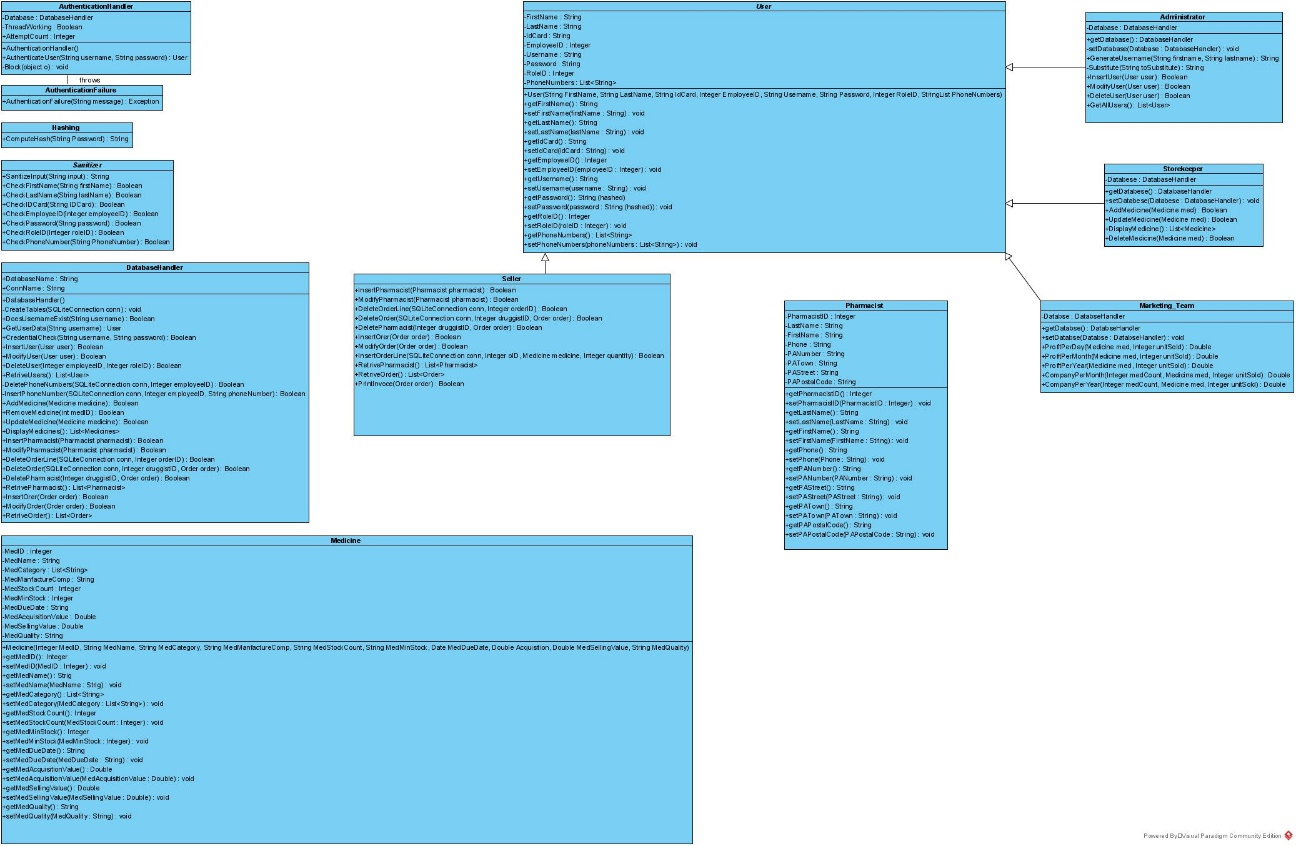 AuthenticationHandler
-Database : DatabaseHandler
-ThreadWorking : Boolean
+AttemptCount : Integer
+AuthenticationHandler()
+AuthenticateUser(String username, String password) : User
-Block(object o) : void
throws
AuthenticationFailure
+AuthenticationFailure(String message) : Exception
Hashing
+ComputeHash(String Password) : String
Sanitizer
+SanitizeInput(String input) : String
+CheckFirstName(String firstName) : Boolean
+CheckLastName(String lastName) : Boolean
+CheckIDCard(String IDCard) : Boolean
+CheckEmployeeID(Integer employeeID) : Boolean
+CheckPassword(String password) : Boolean
+CheckRoleID(Integer roleID) : Boolean
+CheckPhoneNumber(String PhoneNumber) : Boolean
DatabaseHandler
+DatabaseName : String
+ConnName : String
+DatabaseHandler()
-CreateTables(SQLiteConnection conn) : void
+DoesUsernameExist(String username) : Boolean
+GetUserData(String username) : User
+CredentialCheck(String username, String password) : Boolean
+InsertUser(User user) : Boolean
+ModifyUser(User user) : Boolean
+DeleteUser(Integer employeeID, Integer roleID) : Boolean
+RetriveUsers() : List<User>
-DeletePhoneNumbers(SQLiteConnection conn, Integer employeeID) : Boolean
-InsertPhoneNumber(SQLiteConnection conn, Integer employeeID, String phoneNumber) : Boolean
+AddMedicine(Medicine medicine) : Boolean
+RemoveMedicine(int medID) : Boolean
+UpdateMedicine(Medicine medicine) : Boolean
+DisplayMedicines() : List<Medicines>
+InsertPharmacist(Pharmacist pharmacist) : Boolean
+ModifyPharmacist(Pharmacist pharmacist) : Boolean
+DeleteOrderLine(SQLiteConnection conn, Integer orderID) : Boolean
+DeleteOrder(SQLiteConnection conn, Integer druggistID, Order order) : Boolean
+DeletePharmacist(Integer druggistID, Order order) : Boolean
+RetrivePharmacist() : List<Pharmacist>
+InsertOrer(Order order) : Boolean
+ModifyOrder(Order order) : Boolean
+RetriveOrder() : List<Order>
User
-FirstName : String
-LastName : String
-IdCard : String
-EmployeeID : Integer
-Username : String
-Password : String
-RoleID : Integer
-PhoneNumbers : List<String>
+User(String FirstName, String LastName, String IdCard, Integer EmployeeID, String Username, String Password, Integer RoleID, StringList PhoneNumbers)
+getFirstName() : String
+setFirstName(firstName : String) : void
+getLastName() : String
+setLastName(lastName : String) : void
+getIdCard() : String
+setIdCard(IdCard : String) : void
+getEmployeeID() : Integer
+setEmployeeID(employeeID : Integer) : void
+getUsername() : String
+setUsername(username : String) : void
+getPassword() : String (hashed)
+setPassword(password : String (hashed)) : void
+getRoleID() : Integer
+setRoleID(roleID : Integer) : void
+getPhoneNumbers() : List<String>
+setPhoneNumbers(phoneNumbers : List<String>) : void
Administrator
-Database : DatabaseHandler
+getDatabase() : DatabaseHandler
-setDatabase(Database : DatabaseHandler) : void
+GenerateUsername(String firstname, String lastname) : String
-Substitute(String toSubstitute) : String
+InsertUser(User user) : Boolean
+ModifyUser(User user) : Boolean
+DeleteUser(User user) : Boolean
+GetAllUsers() : List<User>
Storekeeper
-Databese : DatabaseHandler
+getDatabese() : DatabaseHandler
+setDatabese(Databese : DatabaseHandler) : void
+AddMedicine(Medicine med) : Boolean
+UpdateMedicine(Medicine med) : Boolean
+DisplayMedicine() : List<Medicine>
+DeleteMedicine(Medicine med) : Boolean
Seller
+InsertPharmacist(Pharmacist pharmacist) : Boolean
+ModifyPharmacist(Pharmacist pharmacist) : Boolean
+DeleteOrderLine(SQLiteConnection conn, Integer orderID) : Boolean
+DeleteOrder(SQLiteConnection conn, Integer druggistID, Order order) : Boolean
+DeletePharmacist(Integer druggistID, Order order) : Boolean
+InsertOrer(Order order) : Boolean
+ModifyOrder(Order order) : Boolean
+InsertOrderLine(SQLiteConnection conn, Integer oID, Medicine medicine, Integer quantity) : Boolean
+RetrivePharmacist() : List<Pharmacist>
+RetriveOrder() : List<Order>
+PrintInvoce(Order order) : Boolean
Pharmacist
-PharmacistID : Integer
-LastName : String
-FirstName : String
-Phone : String
-PANumber : String
-PATown : String
-PAStreet : String
-PAPostalCode : String
+getPharmacistID() : Integer
+setPharmacistID(PharmacistID : Integer) : void
+getLastName() : String
+setLastName(LastName : String) : void
+getFirstName() : String
+setFirstName(FirstName : String) : void
+getPhone() : String
+setPhone(Phone : String) : void
+getPANumber() : String
+setPANumber(PANumber : String) : void
+getPAStreet() : String
+setPAStreet(PAStreet : String) : void
+getPATown() : String
+setPATown(PATown : String) : void
+getPAPostalCode() : String
+setPAPostalCode(PAPostalCode : String) : void
Marketing_Team
-Databse : DatabseHandler
+getDatabse() : DatabseHandler
+setDatabse(Databse : DatabseHandler) : void
+ProfitPerDay(Medicine med, Integer unitSold) : Double
+ProfitPerMonth(Medicine med, Integer unitSold) : Double
+ProfitPerYear(Medicine med, Integer unitSold) : Double
+CompanyPerMonth(Integer medCount, Medicine med, Integer unitSold) : Double
+CompanyPerYear(Integer medCount, Medicine med, Integer unitSold) : Double
Medicine
-MedID : Integer
-MedName : String
-MedCategory : List<String>
-MedManfactureComp : String
-MedStockCount : Integer
-MedMinStock : Integer
-MedDueDate : String
-MedAcquisitionValue : Double
-MedSellingValue : Double
-MedQuality : String
+Medicine(Integer MedID, String MedName, String MedCategory, String MedManfactureComp, String MedStockCount, String MedMinStock, Date MedDueDate, Double Acquistion, Double MedSellingValue, String MedQuality)
+getMedID() : Integer
+setMedID(MedID : Integer) : void
+getMedName() : Strig
+setMedName(MedName : Strig) : void
+getMedCategory() : List<String>
+setMedCategory(MedCategory : List<String>) : void
+getMedStockCount() : Integer
+setMedStockCount(MedStockCount : Integer) : void
+getMedMinStock() : Integer
+setMedMinStock(MedMinStock : Integer) : void
+getMedDueDate() : String
+setMedDueDate(MedDueDate : String) : void
+getMedAcquisitionValue() : Double
+setMedAcquisitionValue(MedAcquisitionValue : Double) : void
+getMedSellingValue() : Double
+setMedSellingValue(MedSellingValue : Double) : void
+getMedQuality() : String
+setMedQuality(MedQuality : String) : void
Powered By Visual Paradigm Community Edition